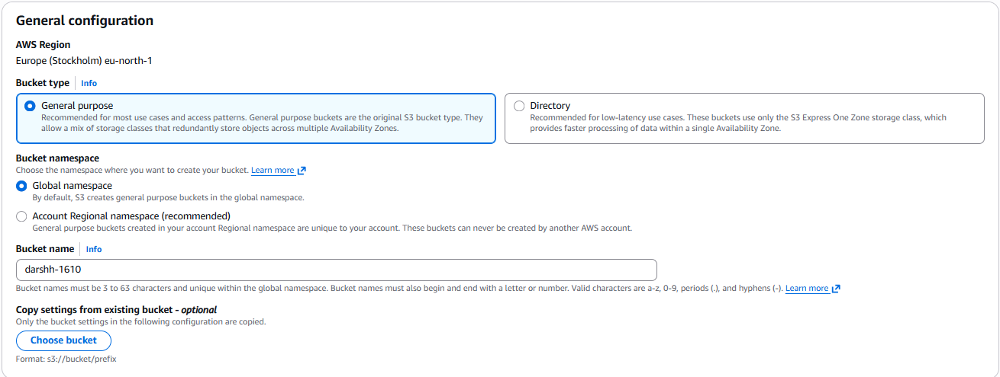 General configuration
AWS Region
Europe (Stockholm) eu-north-1
Bucket type Info
General purpose
Recommended for most use cases and access patterns. General purpose buckets are the original S3 bucket type. They
allow a mix of storage classes that redundantly store objects across multiple Availability Zones.
Directory
Recommended for low-latency use cases. These buckets use only the S3 Express One Zone storage class, which
provides faster processing of data within a single Availability Zone.
Bucket namespace
Choose the namespace where you want to create your bucket. Learn more
Global namespace
By default, S3 creates general purpose buckets in the global namespace.
Account Regional namespace (recommended)
General purpose buckets created in your account Regional namespace are unique to your account. These buckets can never be created by another AWS account.
Bucket name Info
darshh-1610
Bucket names must be 3 to 63 characters and unique within the global namespace. Bucket names must also begin and end with a letter or number. Valid characters are a-z, 0-9, periods (.), and hyphens (-). Learn more
Copy settings from existing bucket - optional
Only the bucket settings in the following configuration are copied.
Choose bucket
Format: s3://bucket/prefix